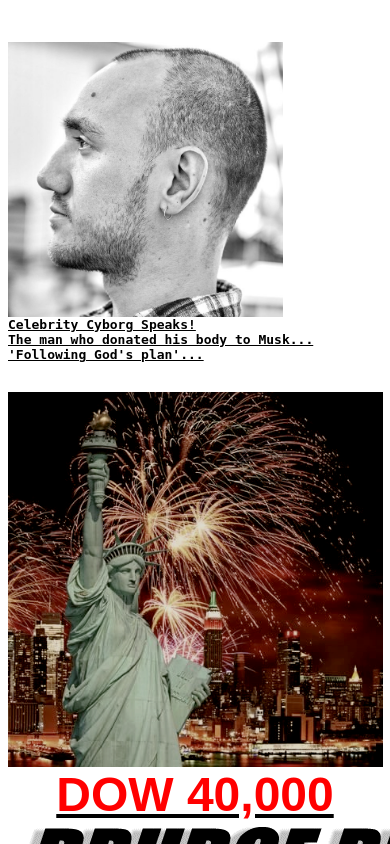 Celebrity Cyborg Speaks!
The man who donated his body to Musk...
'Following God's plan'...
DOW 40,000